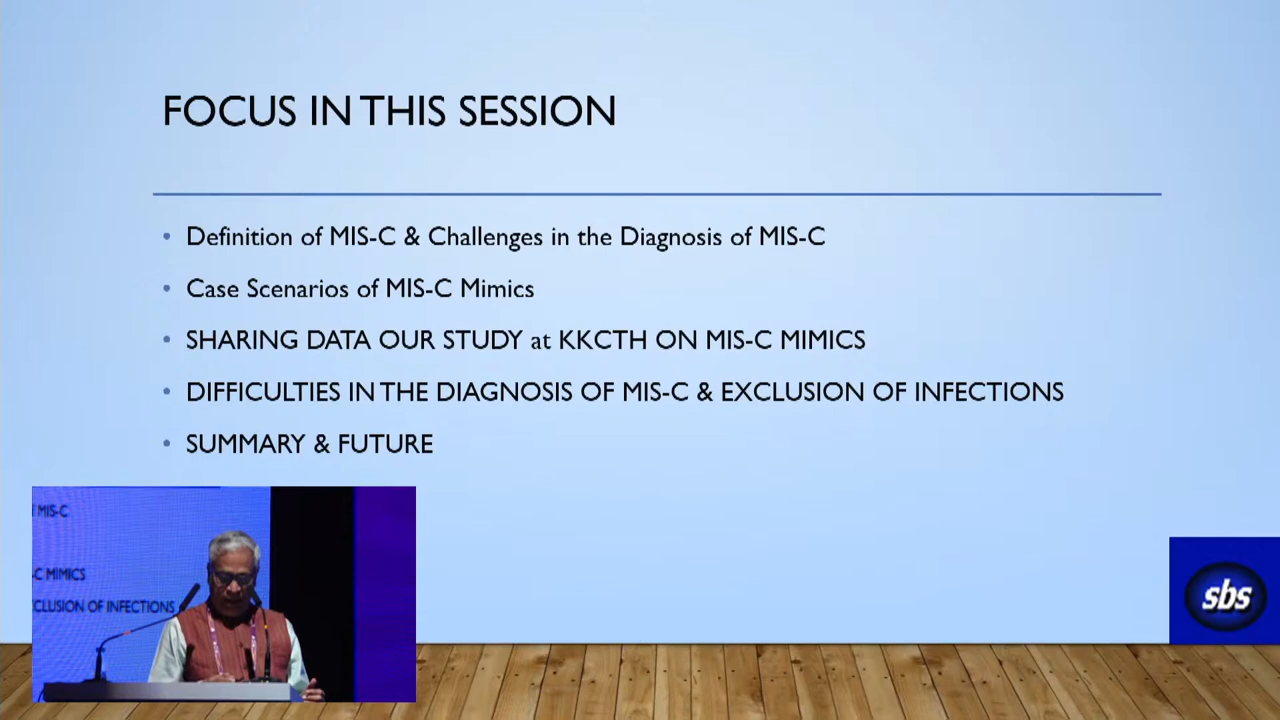 FOCUS IN THIS SESSION
• Definition of MIS-C & Challenges in the Diagnosis of MIS-C
• Case Scenarios of MIS-C Mimics
• SHARING DATA OUR STUDY at KKCTH ON MIS-C MIMICS
• DIFFICULTIES IN THE DIAGNOSIS OF MIS-C & EXCLUSION OF INFECTIONS
• SUMMARY & FUTURE
MIS-C
-C MIMICS
CLUSION OF INFECTIONS
sbs